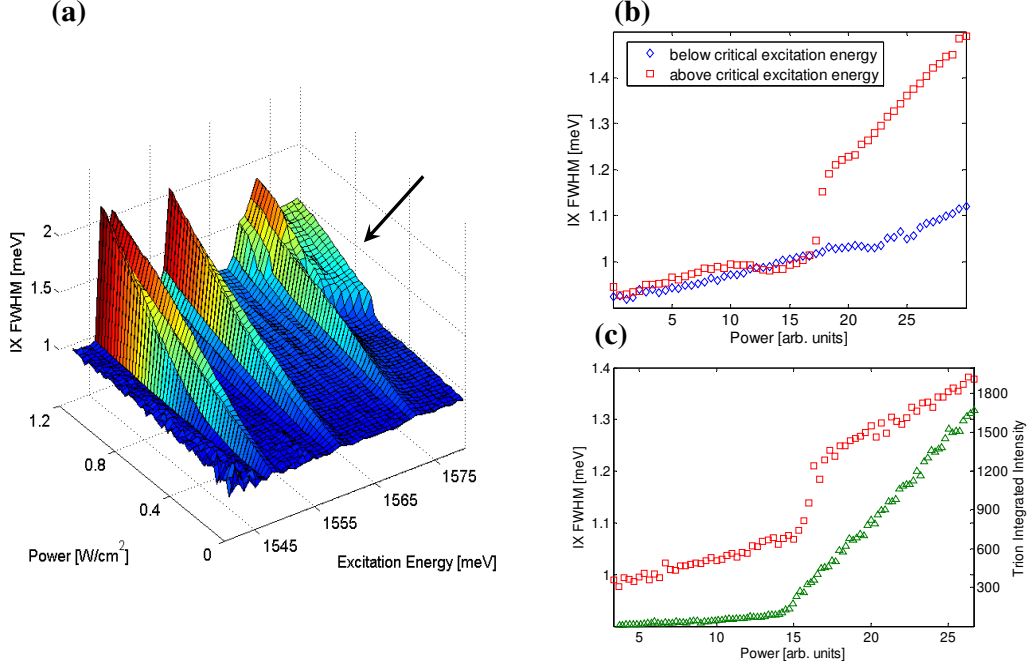 (a)
2
1.5
1
IX FWHM [meV]
1.2
0.8
0.4
0
Power [W/cm2]
1545
1555
1565
1575
Excitation Energy [meV]
(b)
below critical excitation energy
above critical excitation energy
1.4
1.3
1.2
1.1
1
IX FWHM [meV]
5 10 15 20 25
Power [arb. units]
(c)
1.4
1.3
1.2
1.1
1
IX FWHM [meV]
1800
1500
1200
900
600
300
Trion Integrated Intensity
5 10 15 20 25
Power [arb. units]